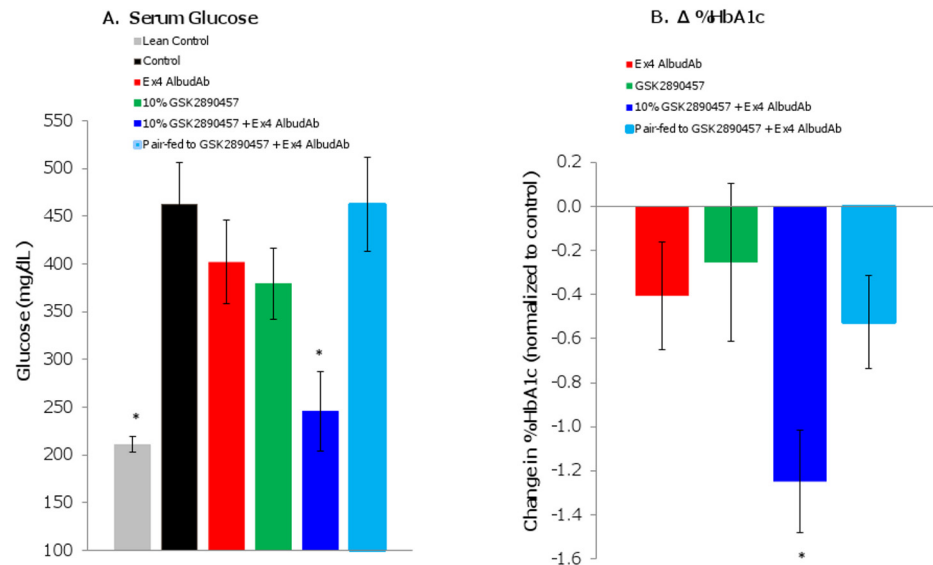 A. Serum Glucose
Lean Control
Control
Ex4 AlbudAb
10% GSK2890457
10% GSK2890457 + Ex4 AlbudAb
Pair-fed to GSK2890457 + Ex4 AlbudAb
Glucose (mg/dL)
550
500
450
400
350
300
250
200
150
100
*
*
B. Δ %HbA1c
Ex4 AlbudAb
GSK2890457
10% GSK2890457 + Ex4 AlbudAb
Pair-fed to GSK2890457 + Ex4 AlbudAb
Change in %HbA1c (normalized to control)
0.2
0.0
-0.2
-0.4
-0.6
-0.8
-1.0
-1.2
-1.4
-1.6
*